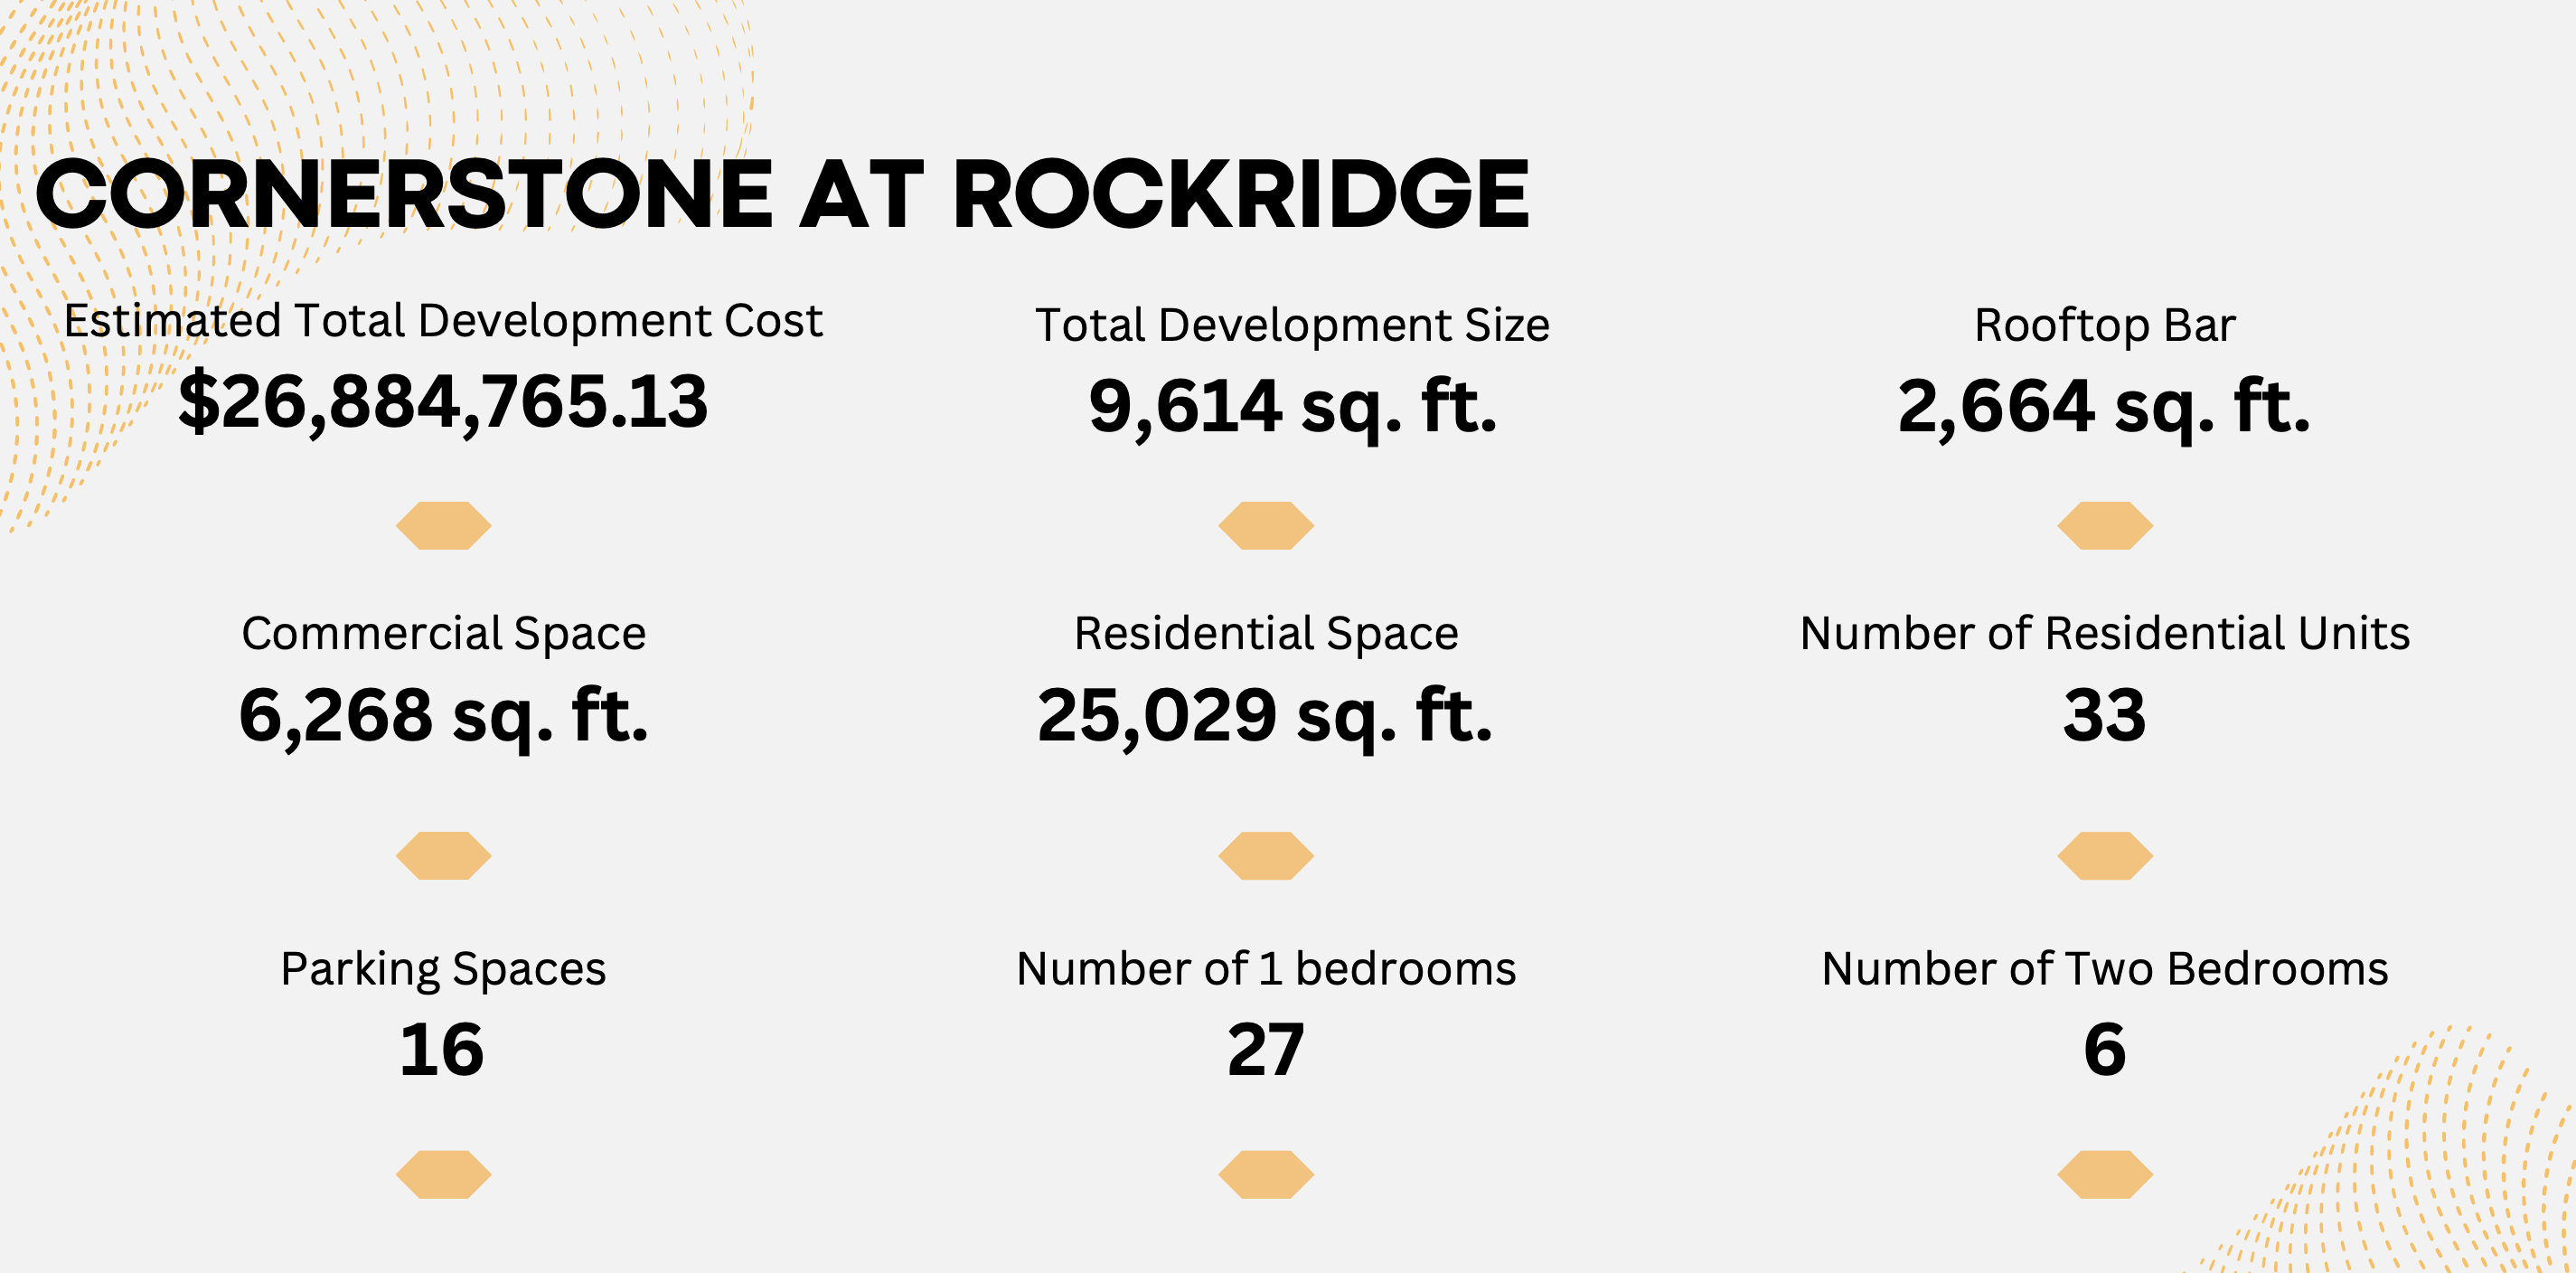 CORNERSTONE AT ROCKRIDGE
Estimated Total Development Cost
$26,884,765.13
Total Development Size
9,614 sq. ft.
Rooftop Bar
2,664 sq. ft.
Commercial Space
6,268 sq. ft.
Residential Space
25,029 sq. ft.
Number of Residential Units
33
Parking Spaces
16
Number of 1 bedrooms
27
Number of Two Bedrooms
6